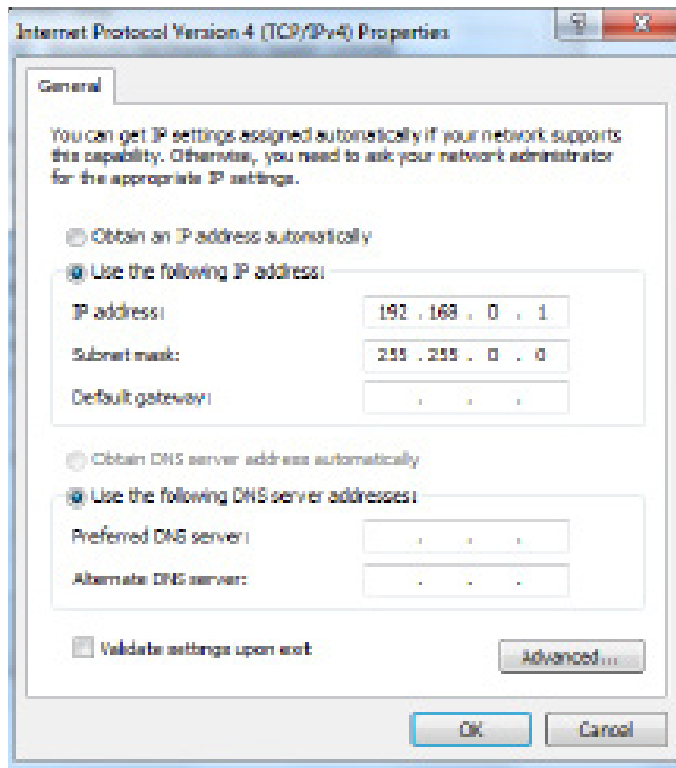 Internet Protocol Version 4 (TCP/IPv4) Properties
General
You can get IP settings assigned automatically if your network supports
this capability. Otherwise, you need to ask your network administrator
for the appropriate IP settings.
Obtain an IP address automatically
Use the following IP address:
IP address: 192 . 168 . 0 . 1
Subnet mask: 255 . 255 . 0 . 0
Default gateway: . . .
Obtain DNS server address automatically
Use the following DNS server addresses:
Preferred DNS server: . . .
Alternate DNS server: . . .
Validate settings upon exit
Advanced...
OK Cancel